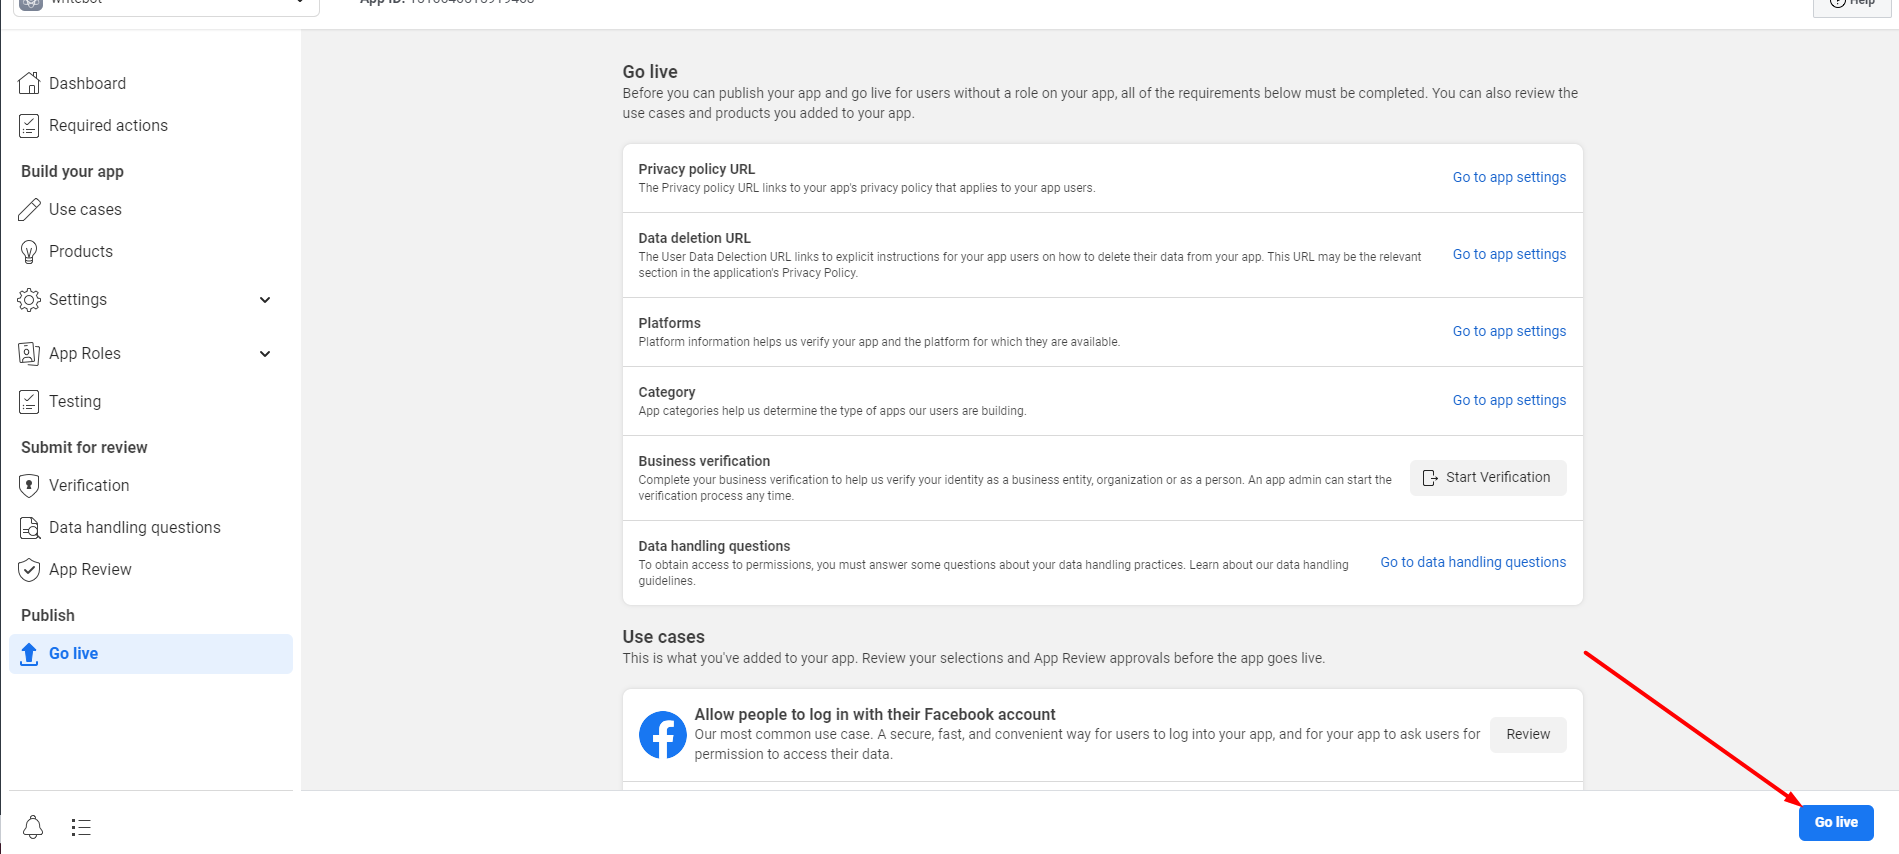 App ID:
Help
Dashboard
Required actions
Build your app
Use cases
Products
Settings
App Roles
Testing
Submit for review
Verification
Data handling questions
App Review
Publish
Go live
Go live
Before you can publish your app and go live for users without a role on your app, all of the requirements below must be completed. You can also review the
use cases and products you added to your app.
Privacy policy URL
The Privacy policy URL links to your app's privacy policy that applies to your app users.
Go to app settings
Data deletion URL
The User Data Delection URL links to explicit instructions for your app users on how to delete their data from your app. This URL may be the relevant
section in the application's Privacy Policy.
Go to app settings
Platforms
Platform information helps us verify your app and the platform for which they are available.
Go to app settings
Category
App categories help us determine the type of apps our users are building.
Go to app settings
Business verification
Complete your business verification to help us verify your identity as a business entity, organization or as a person. An app admin can start the
verification process any time.
Start Verification
Data handling questions
To obtain access to permissions, you must answer some questions about your data handling practices. Learn about our data handling
guidelines.
Go to data handling questions
Use cases
This is what you've added to your app. Review your selections and App Review approvals before the app goes live.
Allow people to log in with their Facebook account
Our most common use case. A secure, fast, and convenient way for users to log into your app, and for your app to ask users for
permission to access their data.
Review
Go live